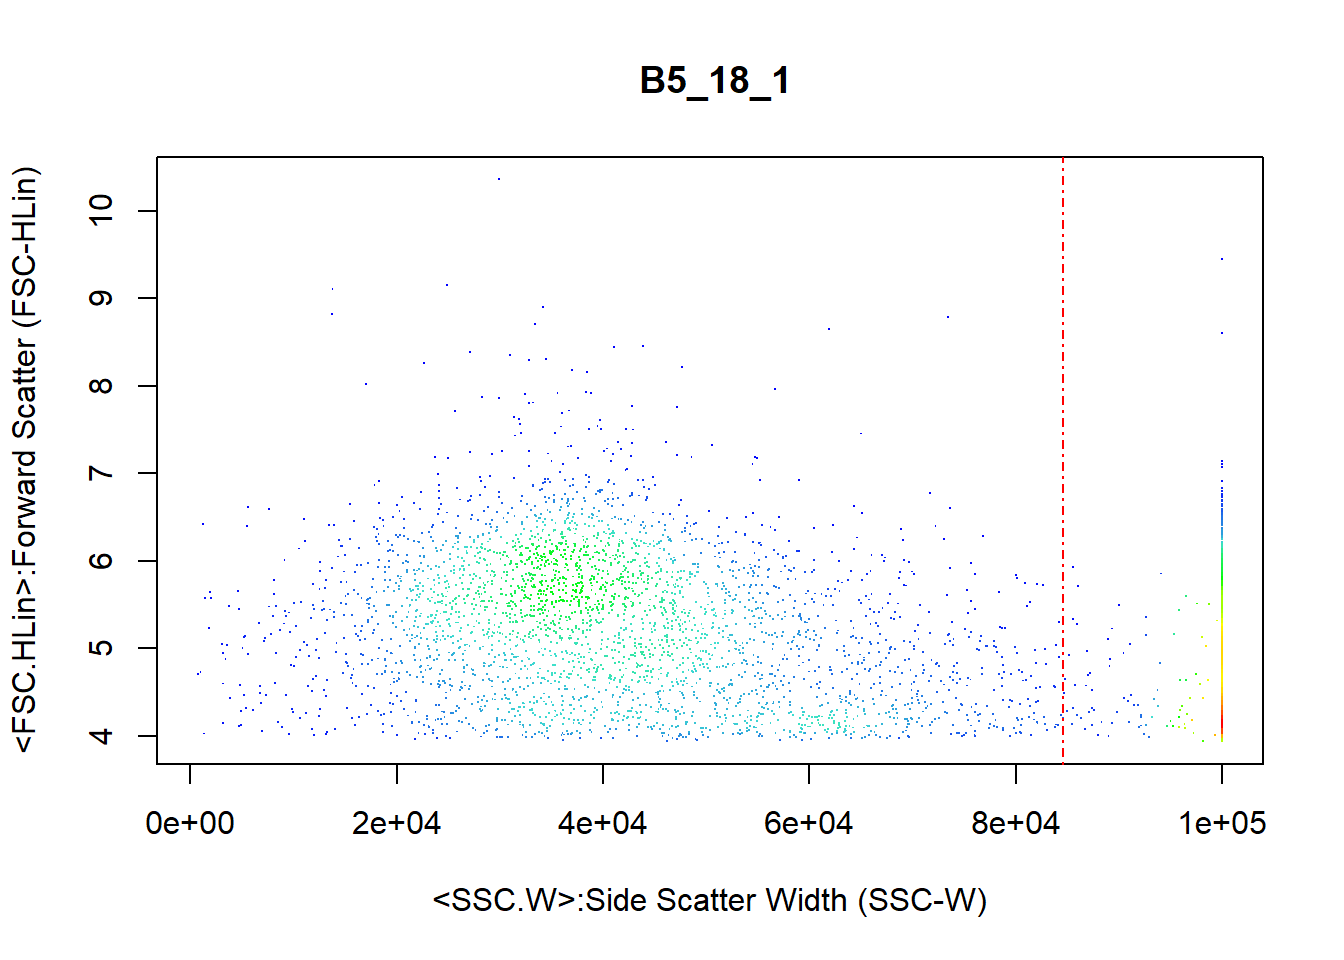 B5_18_1
<FSC.HLin>:Forward Scatter (FSC-HLin)
10
9
8
7
6
5
4
0e+00 2e+04 4e+04 6e+04 8e+04 1e+05
<SSC.W>:Side Scatter Width (SSC-W)